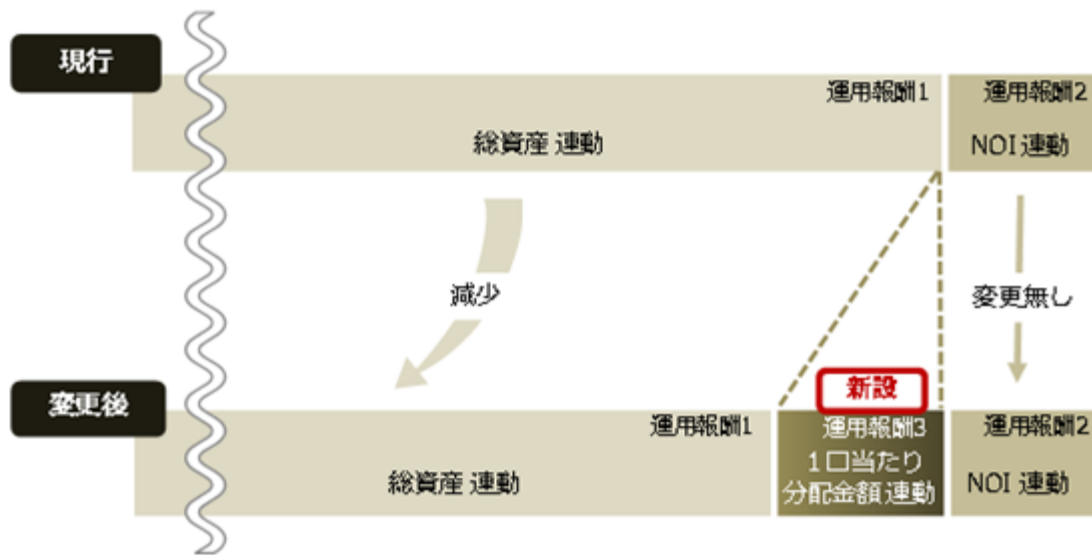 現行
運用報酬1
運用報酬2
総資産 連動
NOI 連動
減少
変更無し
新設
変更後
運用報酬1
運用報酬3
運用報酬2
総資産 連動
1口当たり
分配金額 連動
NOI 連動